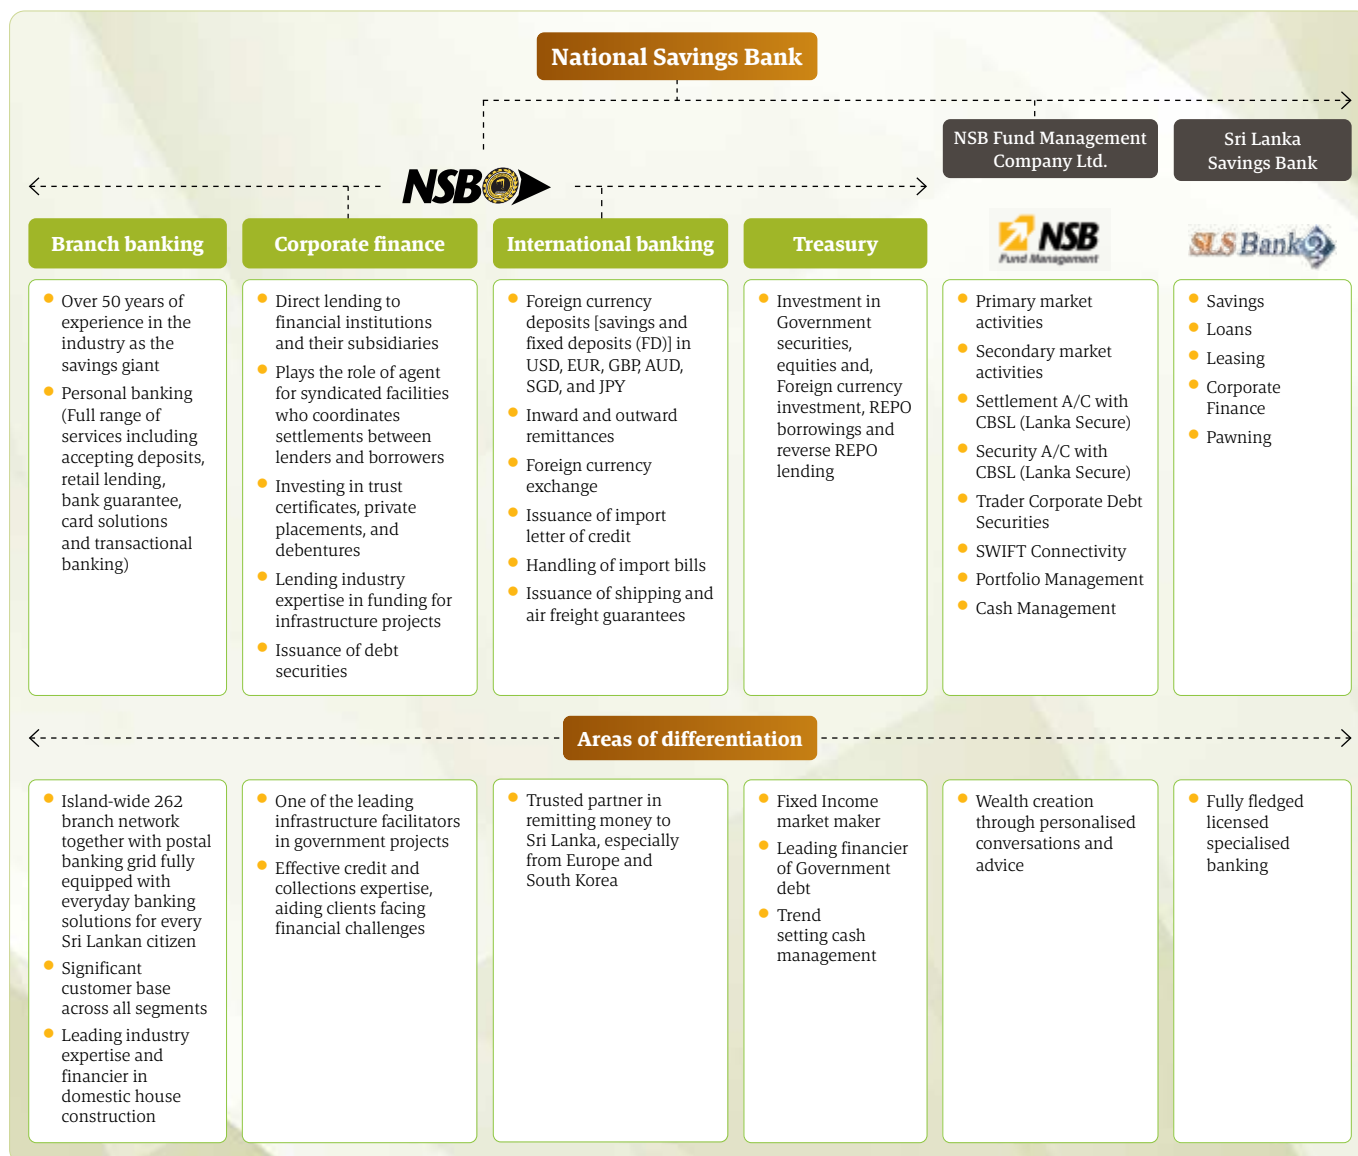 National Savings Bank
NSB Fund Management
Company Ltd.
Sri Lanka
Savings Bank
NSB
Branch banking
Corporate finance
International banking
Treasury
NSB
Fund Management
SLS Bank
Over 50 years of
experience in the
industry as the
savings giant
Personal banking
(Full range of
services including
accepting deposits,
retail lending,
bank guarantee,
card solutions
and transactional
banking)
Direct lending to
financial institutions
and their subsidiaries
Plays the role of agent
for syndicated facilities
who coordinates
settlements between
lenders and borrowers
Investing in trust
certificates, private
placements, and
debentures
Lending industry
expertise in funding for
infrastructure projects
Issuance of debt
securities
Foreign currency
deposits [savings and
fixed deposits (FD)] in
USD, EUR, GBP, AUD,
SGD, and JPY
Inward and outward
remittances
Foreign currency
exchange
Issuance of import
letter of credit
Handling of import bills
Issuance of shipping and
air freight guarantees
Investment in
Government
securities,
equities and,
Foreign currency
investment, REPO
borrowings and
reverse REPO
lending
Primary market
activities
Secondary market
activities
Settlement A/C with
CBSL (Lanka Secure)
Security A/C with
CBSL (Lanka Secure)
Trader Corporate Debt
Securities
SWIFT Connectivity
Portfolio Management
Cash Management
Savings
Loans
Leasing
Corporate
Finance
Pawning
Areas of differentiation
Island-wide 262
branch network
together with postal
banking grid fully
equipped with
everyday banking
solutions for every
Sri Lankan citizen
Significant
customer base
across all segments
Leading industry
expertise and
financier in
domestic house
construction
One of the leading
infrastructure facilitators
in government projects
Effective credit and
collections expertise,
aiding clients facing
financial challenges
Trusted partner in
remitting money to
Sri Lanka, especially
from Europe and
South Korea
Fixed Income
market maker
Leading financier
of Government
debt
Trend
setting cash
management
Wealth creation
through personalised
conversations and
advice
Fully fledged
licensed
specialised
banking